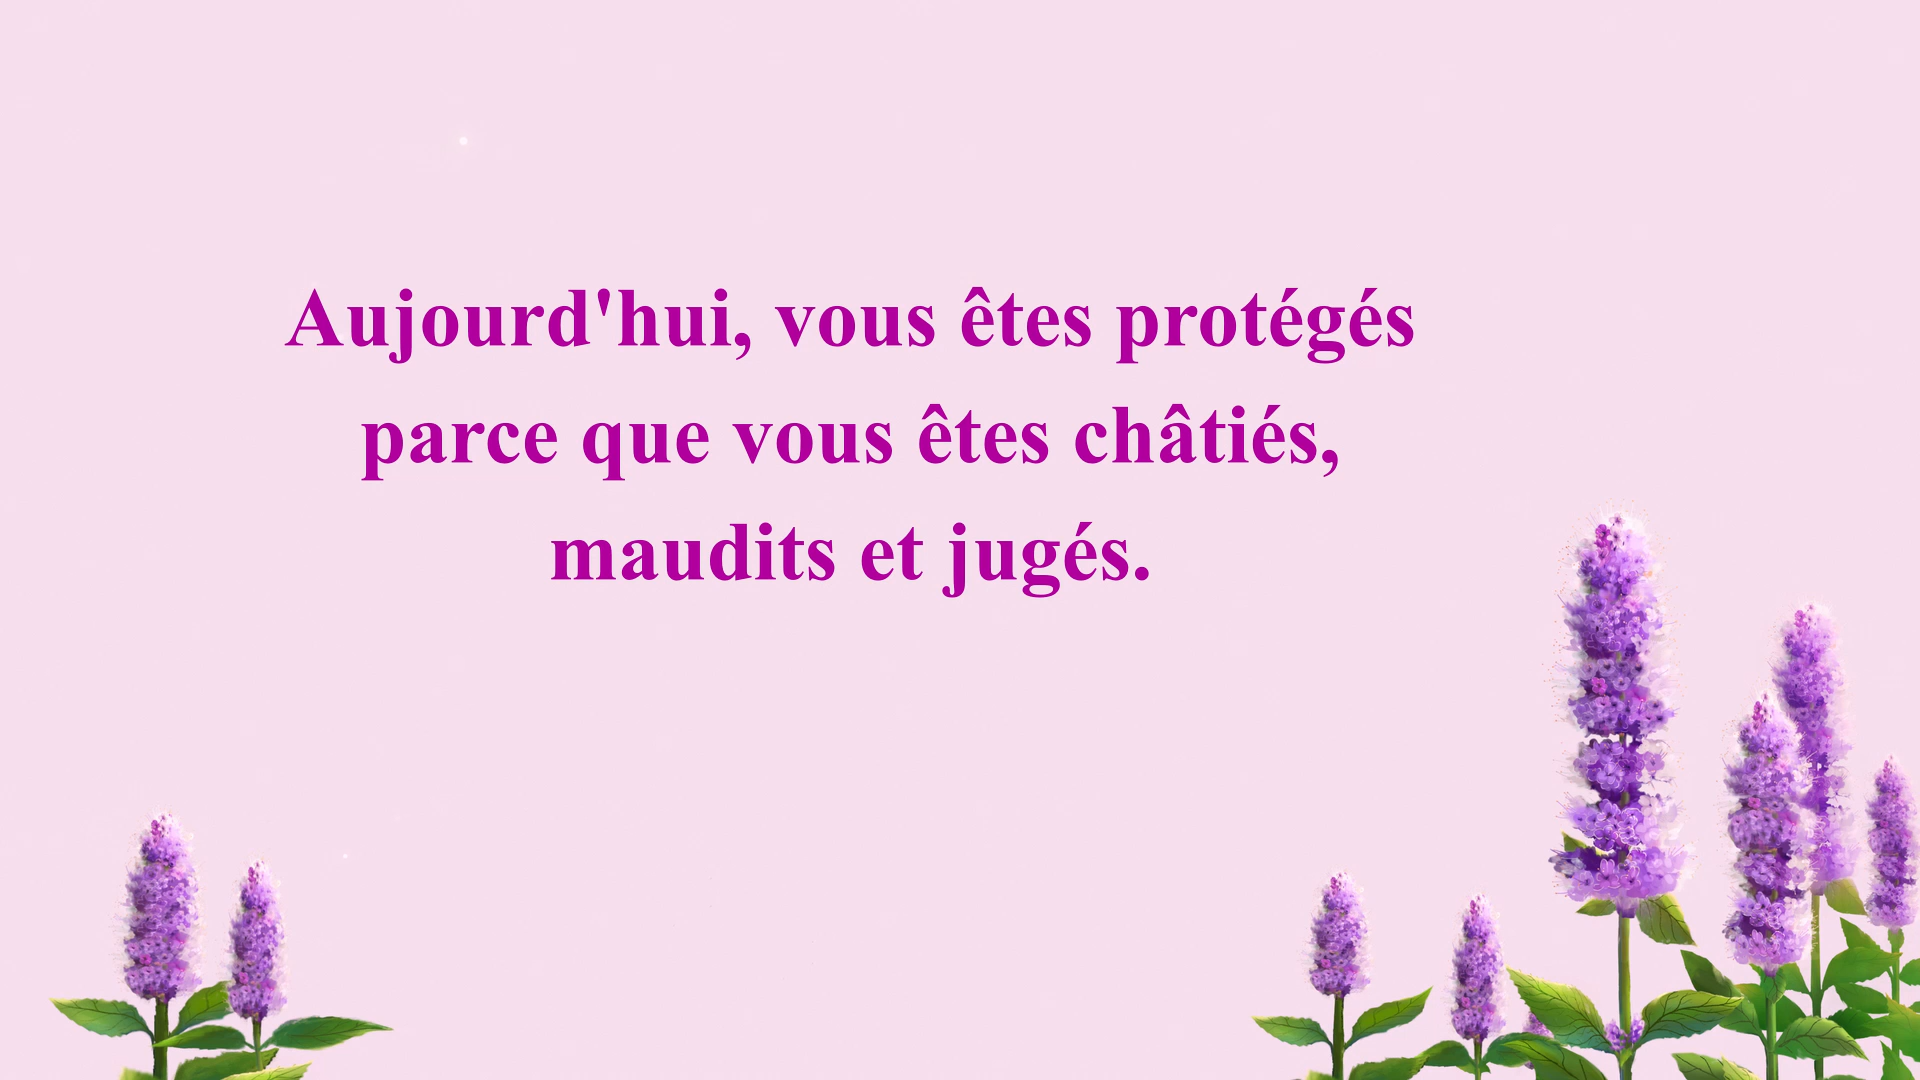 Aujourd'hui, vous êtes protégés
parce que vous êtes châtiés,
maudits et jugés.